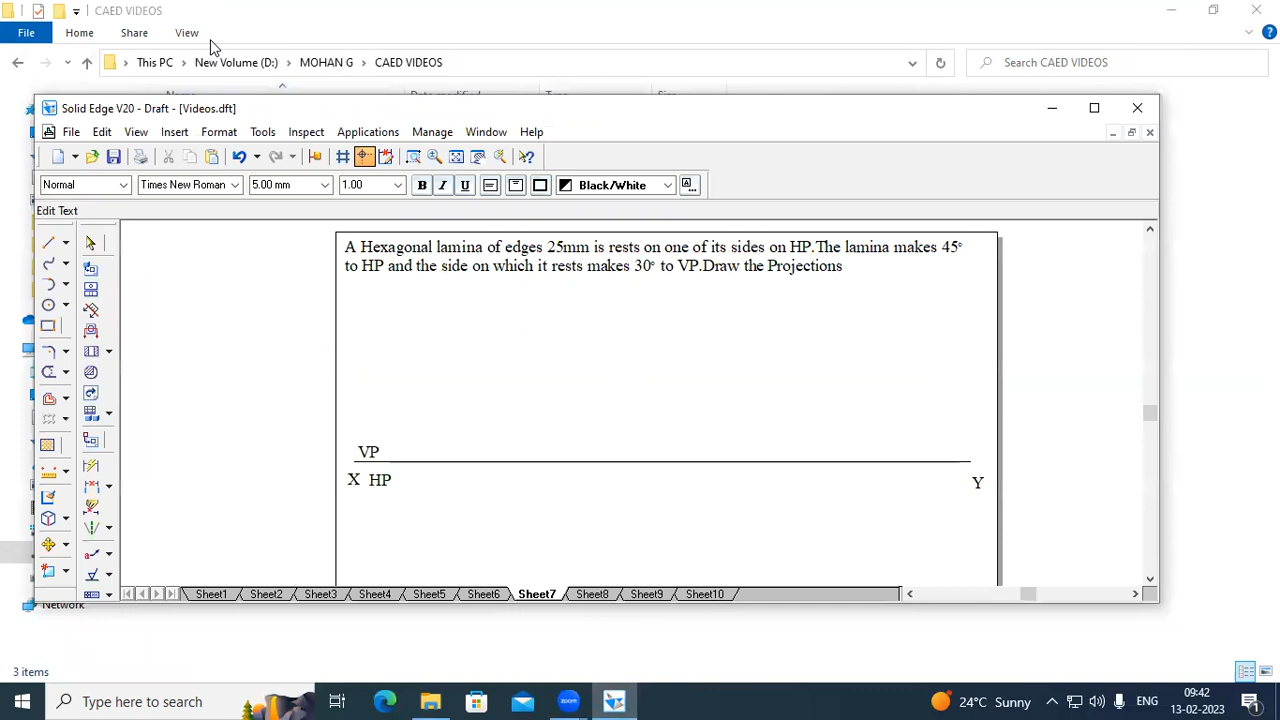 CAED VIDEOS
File Home Share View
This PC New Volume (D:) MOHAN G CAED VIDEOS
Search CAED VIDEOS
Solid Edge V20 - Draft - [Videos.dft]
File Edit View Insert Format Tools Inspect Applications Manage Window Help
Normal Times New Roman 5.00 mm 1.00 B I U Black/White
Edit Text
A Hexagonal lamina of edges 25mm is rests on one of its sides on HP.The lamina makes 45°
to HP and the side on which it rests makes 30° to VP.Draw the Projections
VP
X HP
Y
Sheet1 Sheet2 Sheet3 Sheet4 Sheet5 Sheet6 Sheet7 Sheet8 Sheet9 Sheet10
Network
3 items
Type here to search
zoom
24°C Sunny
ENG
09:42
13-02-2023
1